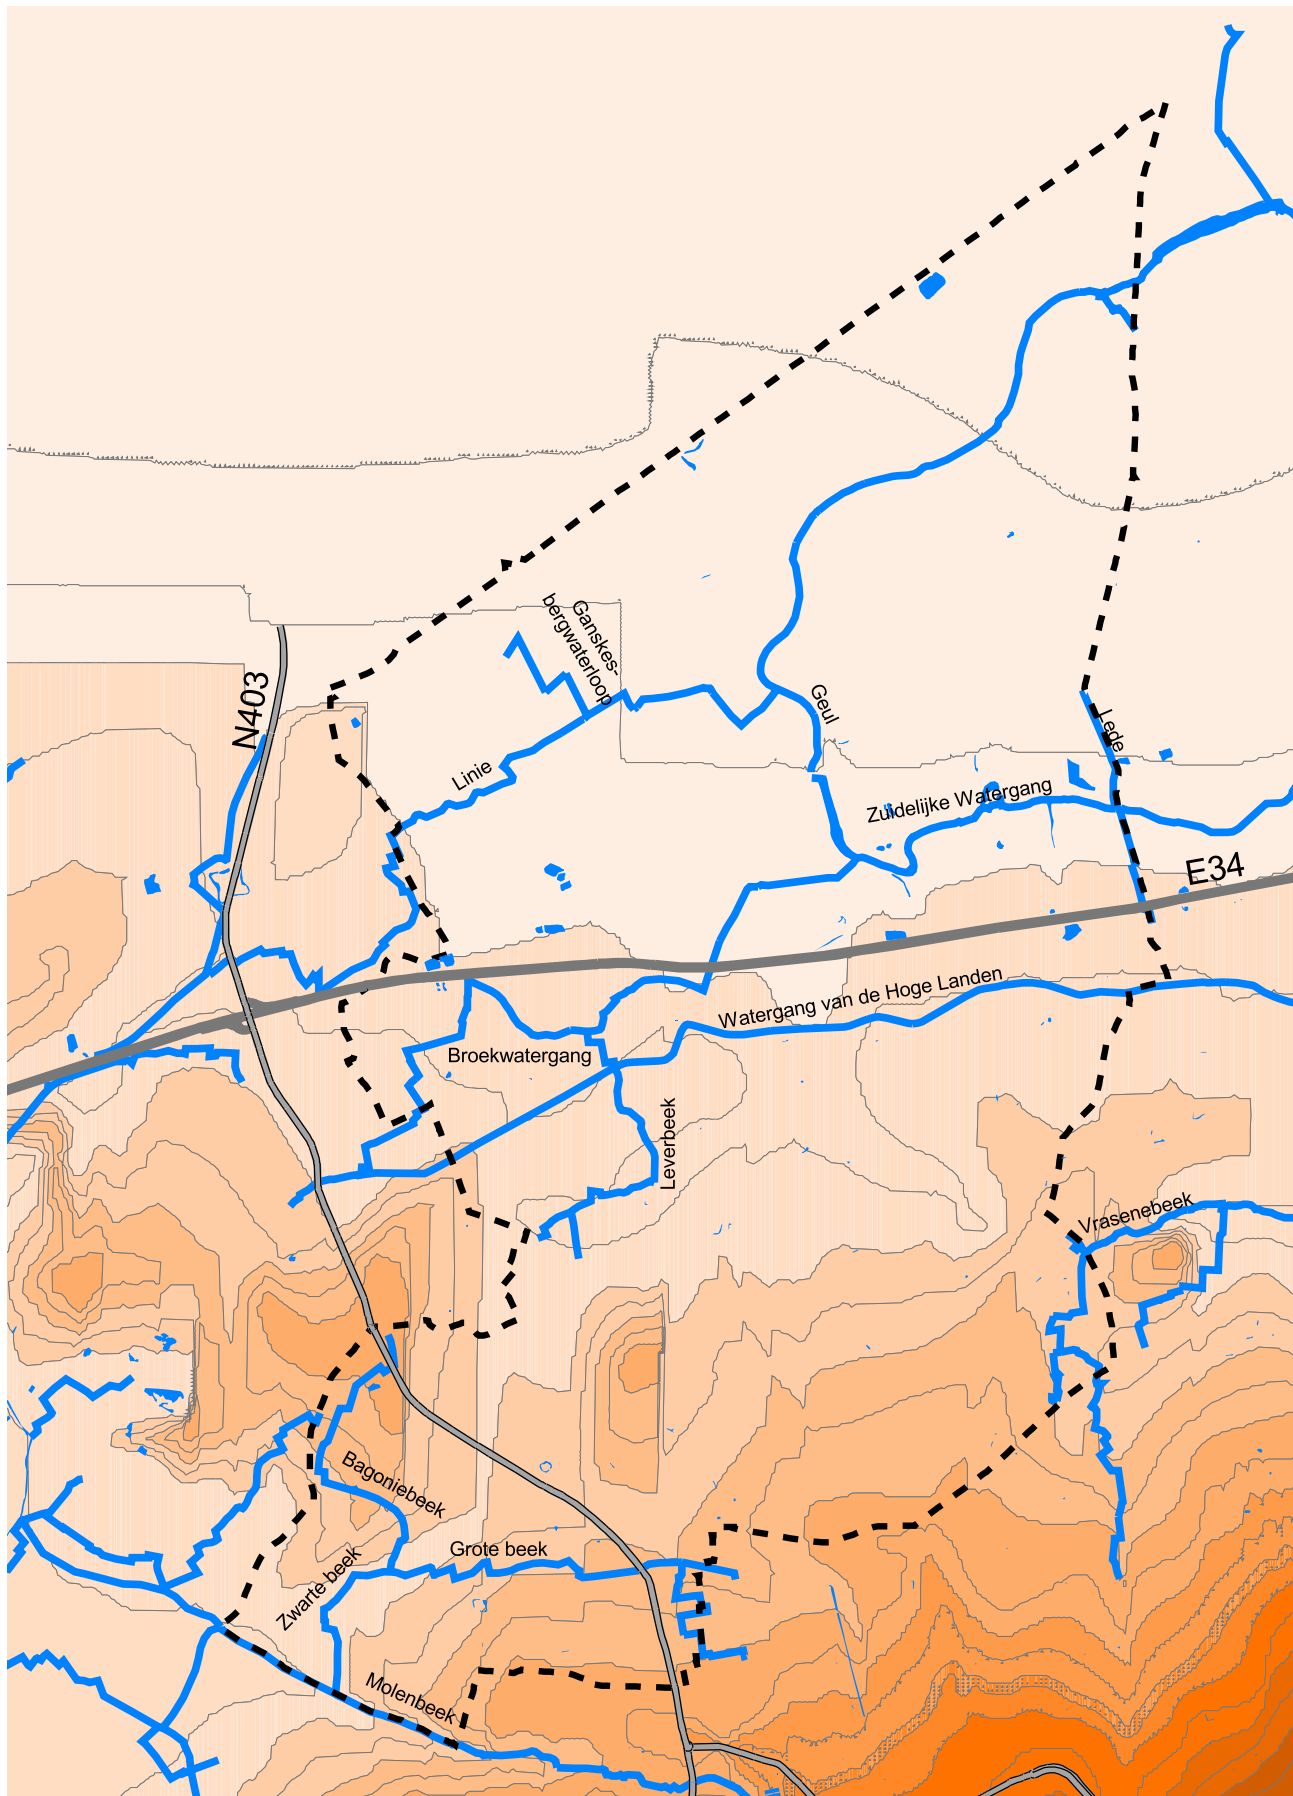 Ganskes-
bergwaterloop
N403
Geul
Lede
Linie
Zuidelijke Watergang
E34
Watergang van de Hoge Landen
Broekwatergang
Leverbeek
Vrasenebeek
Bagoniebeek
Grote beek
Zwarte beek
Molenbeek